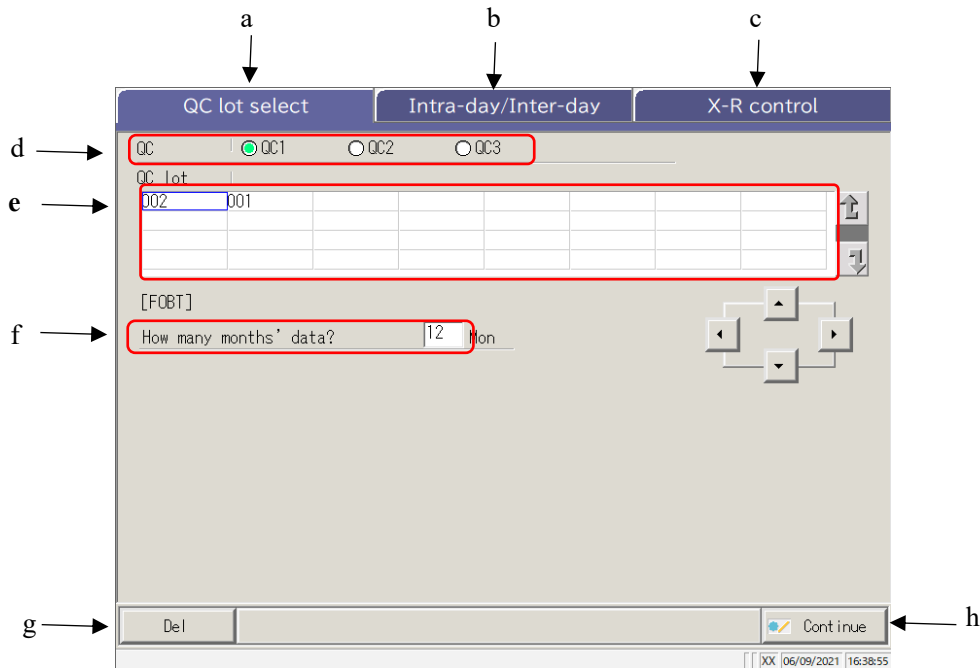 a b c
QC lot select Intra-day/Inter-day X-R control
d QC QC1 QC2 QC3
QC lot
e 002 001
[FOBT]
f How many months' data? 12 Mon
g Del Continue h
XX 06/09/2021 16:38:55